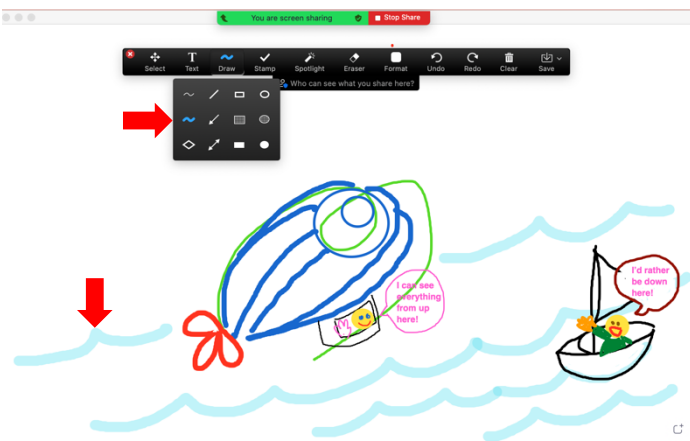 You are screen sharing
Stop Share
Select Text Draw Stamp Spotlight Eraser Format Undo Redo Clear Save
Who can see what you share here?
I can see
everything
from up
here!
I'd rather
be down
here!